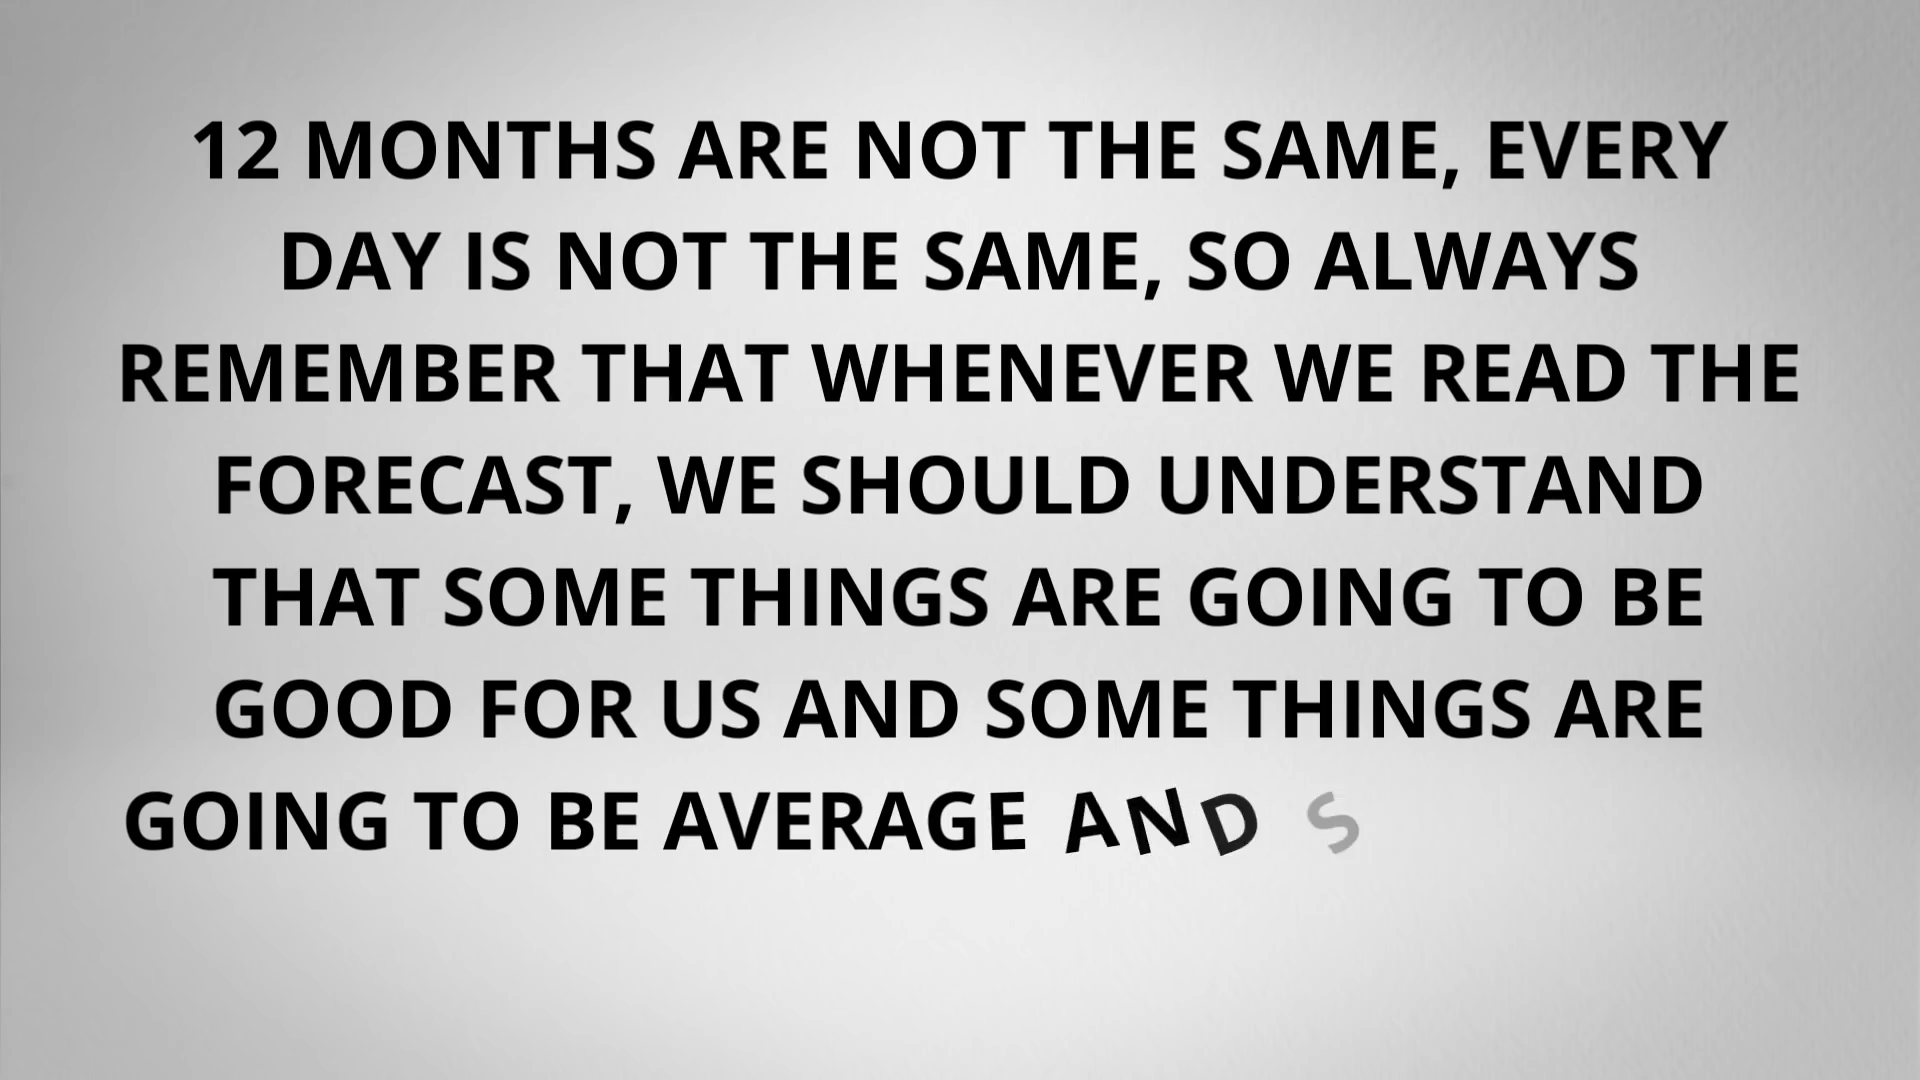 12 MONTHS ARE NOT THE SAME, EVERY
DAY IS NOT THE SAME, SO ALWAYS
REMEMBER THAT WHENEVER WE READ THE
FORECAST, WE SHOULD UNDERSTAND
THAT SOME THINGS ARE GOING TO BE
GOOD FOR US AND SOME THINGS ARE
GOING TO BE AVERAGE AND S